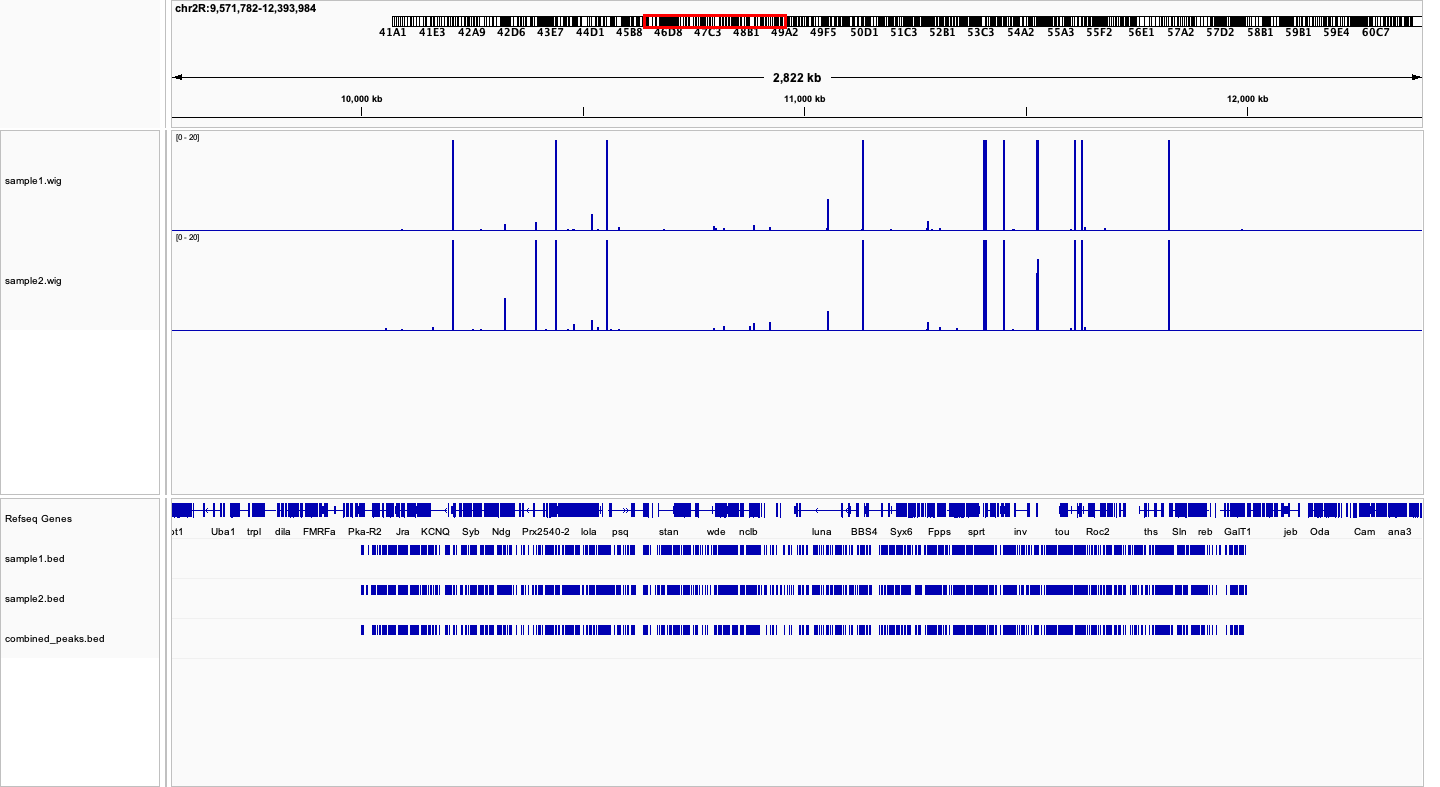 chr2R:9,571,782-12,393,984
41A1 41E3 42A9 42D6 43E7 44D1 45B8 46D8 47C3 48B1 49A2 49F5 50D1 51C3 52B1 53C3 54A2 55A3 55F2 56E1 57A2 57D2 58B1 59B1 59E4 60C7
2,822 kb
10,000 kb 11,000 kb 12,000 kb
[0 - 20]
sample1.wig
[0 - 20]
sample2.wig
Refseq Genes
ot1 Uba1 trpl dila FMRFa Pka-R2 Jra KCNQ Syb Ndg Prx2540-2 lola psq stan wde nclb luna BBS4 Syx6 Fpps sprt inv tou Roc2 ths Sln reb GalT1 jeb Oda Cam ana3
sample1.bed
sample2.bed
combined_peaks.bed